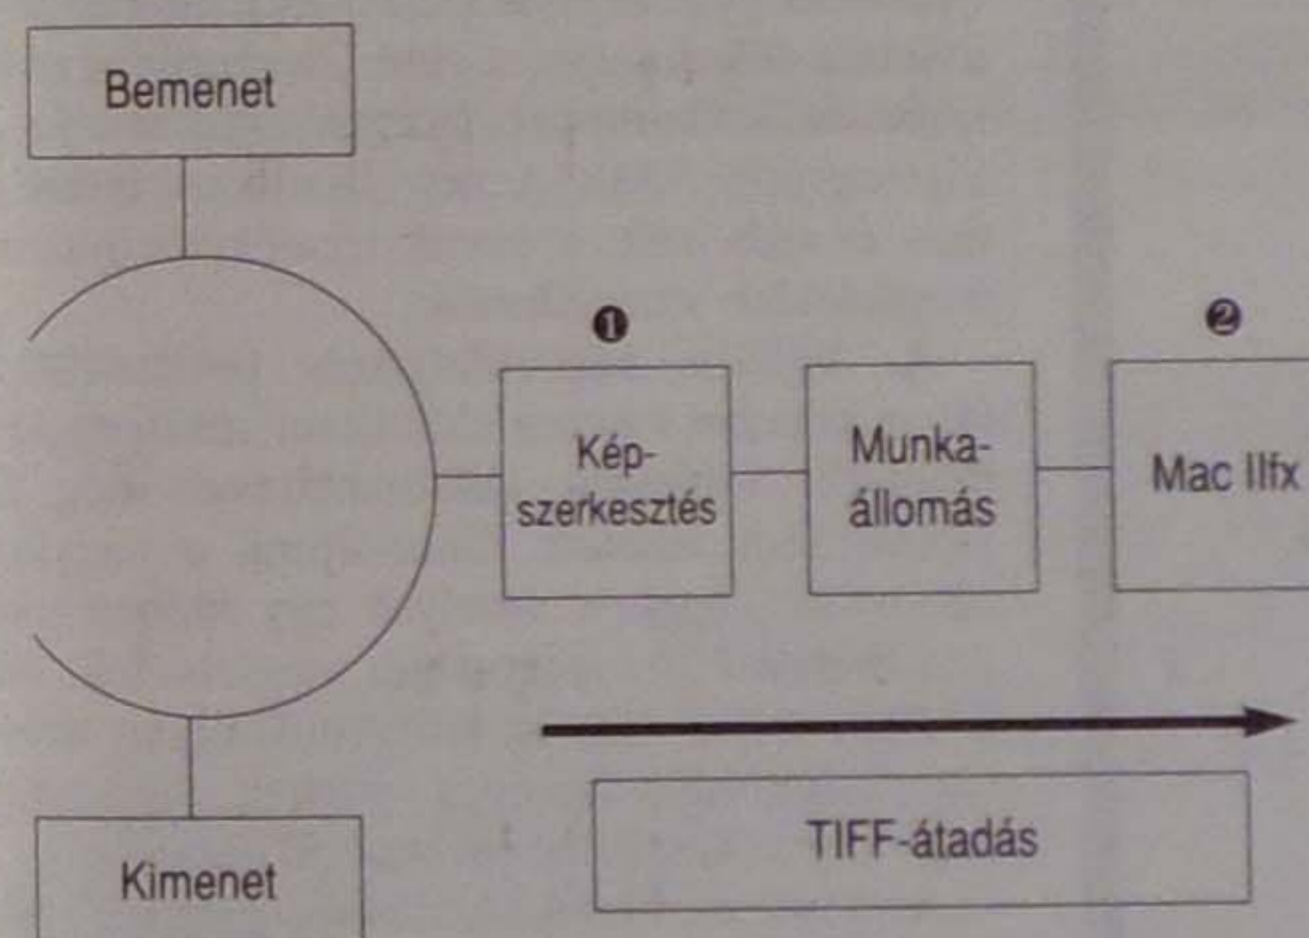 Bemenet
❶
❷
Kép-
szerkesztés
Munka-
állomás
Mac IIfx
TIFF-átadás
Kimenet